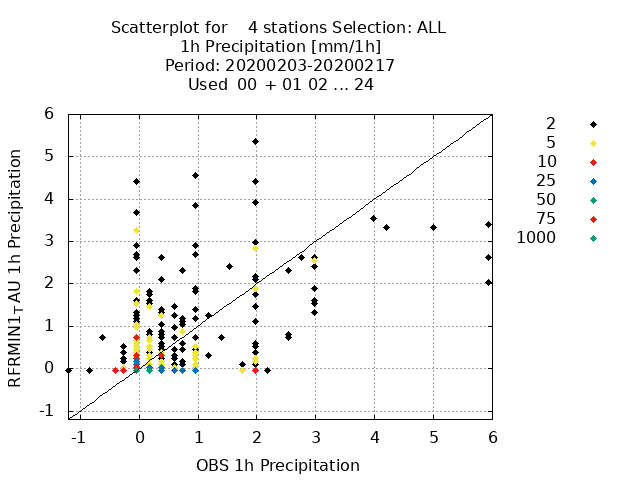 Scatterplot for    4 stations Selection: ALL
1h Precipitation [mm/1h]
Period: 20200203-20200217
Used  00  + 01 02 ... 24
RFRMIN1T AU 1h Precipitation
6
5
4
3
2
1
0
-1
-1 0 1 2 3 4 5 6
OBS 1h Precipitation
2
5
10
25
50
75
1000